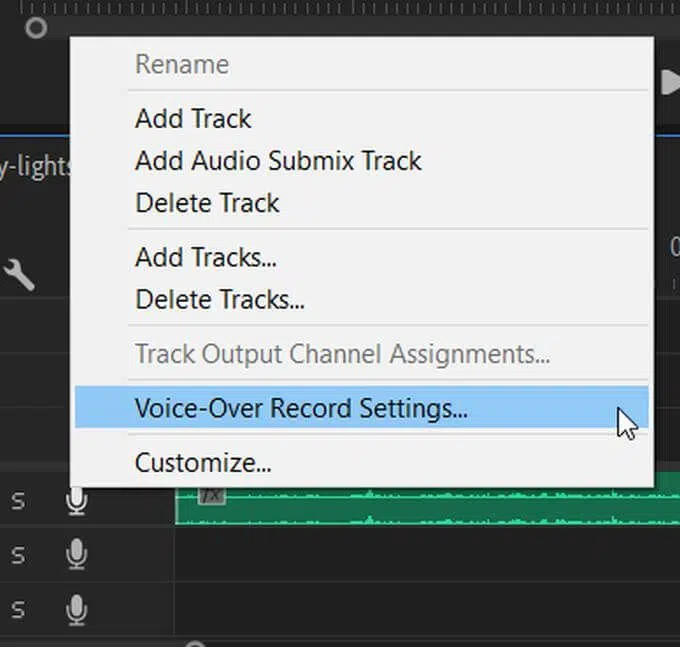 Rename
Add Track
Add Audio Submix Track
y-lights
Delete Track
Add Tracks...
0
Delete Tracks...
Track Output Channel Assignments...
Voice-Over Record Settings...
Customize...
S
fx
S
S